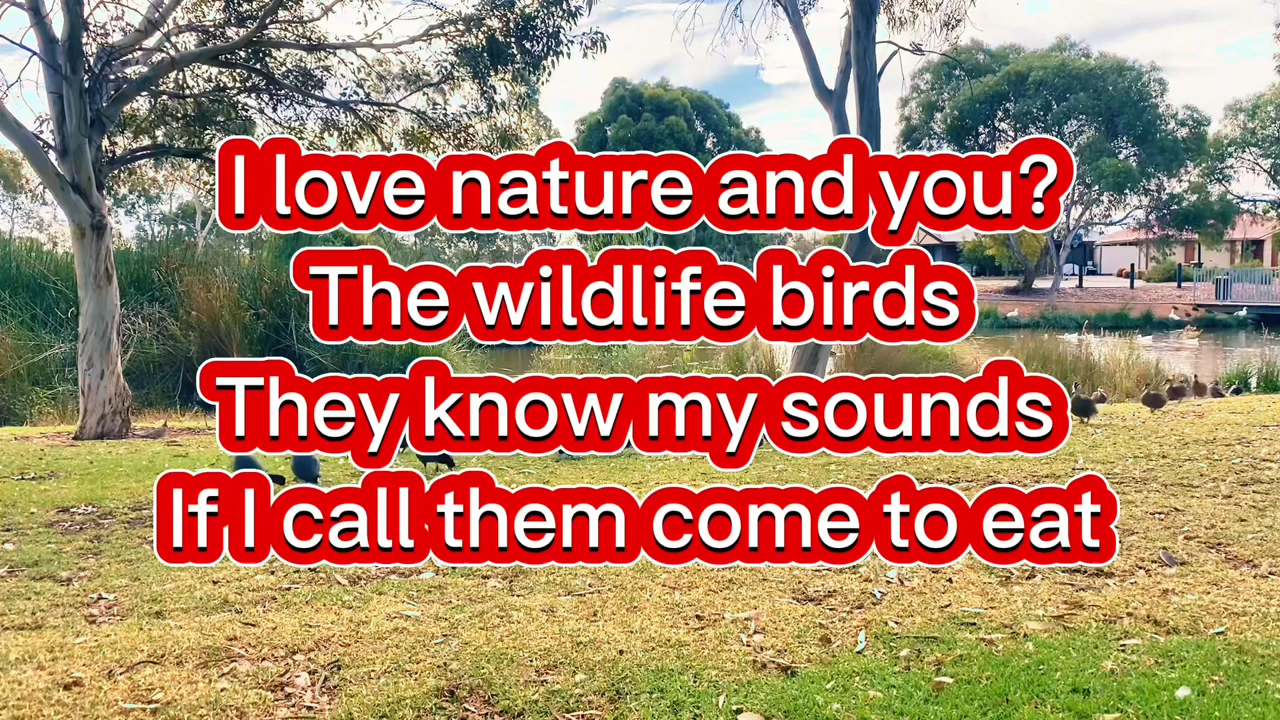 I love nature and you?
The wildlife birds
They know my sounds
If I call them come to eat